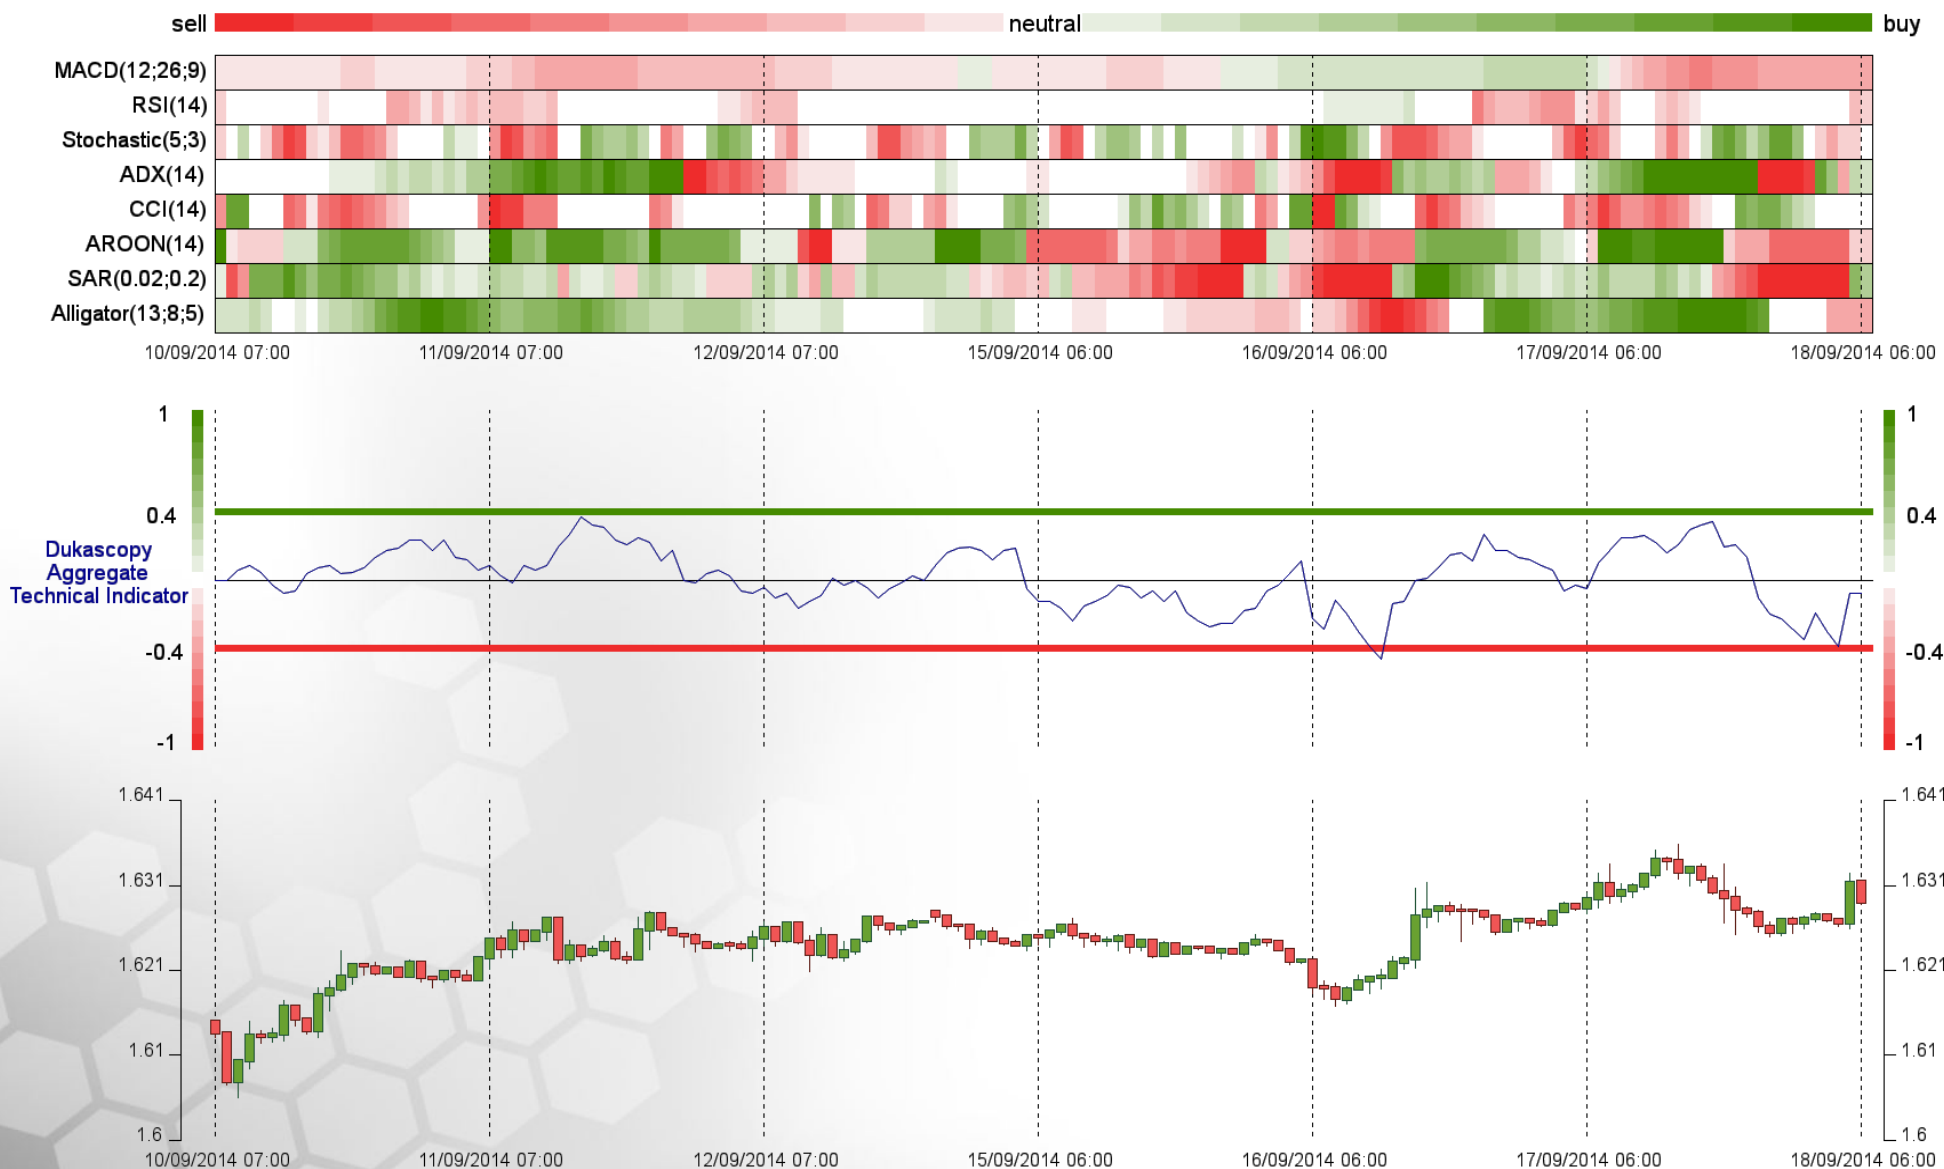 sell neutral buy
MACD(12;26;9)
RSI(14)
Stochastic(5;3)
ADX(14)
CCI(14)
AROON(14)
SAR(0.02;0.2)
Alligator(13;8;5)
10/09/2014 07:00 11/09/2014 07:00 12/09/2014 07:00 15/09/2014 06:00 16/09/2014 06:00 17/09/2014 06:00 18/09/2014 06:00
1 1
0.4 0.4
Dukascopy
Aggregate
Technical Indicator
-0.4 -0.4
-1 -1
1.641 1.641
1.631 1.631
1.621 1.621
1.61 1.61
1.6 1.6
10/09/2014 07:00 11/09/2014 07:00 12/09/2014 07:00 15/09/2014 06:00 16/09/2014 06:00 17/09/2014 06:00 18/09/2014 06:00